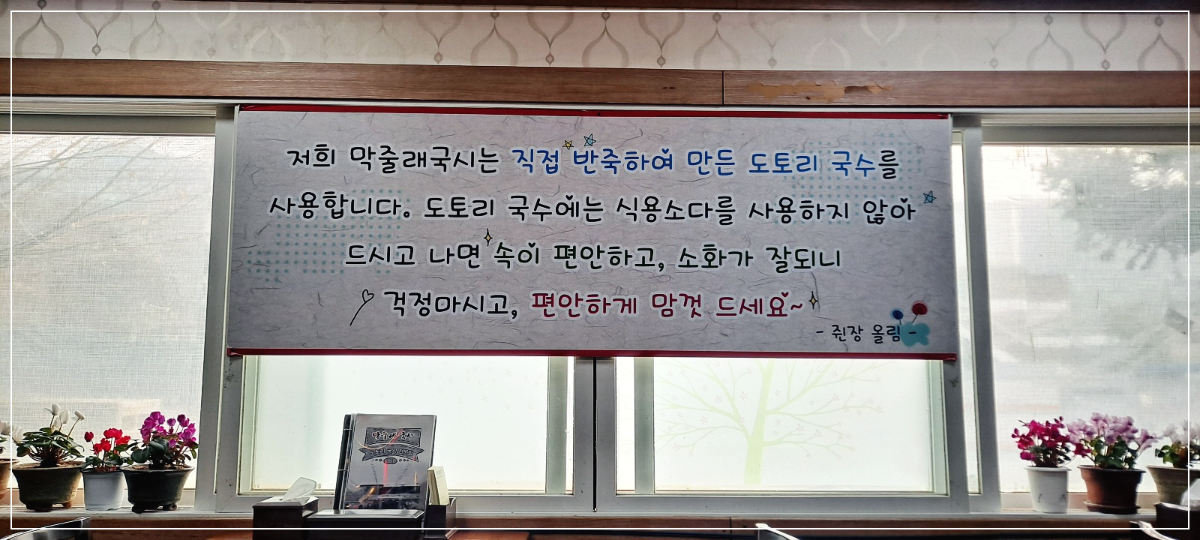 저희 막줄래국시는 직접 반죽하여 만든 도토리 국수를
사용합니다. 도토리 국수에는 식용소다를 사용하지 않아
드시고 나면 속이 편안하고, 소화가 잘되니
걱정마시고, 편안하게 맘껏 드세요~
- 쥔장 올림 -